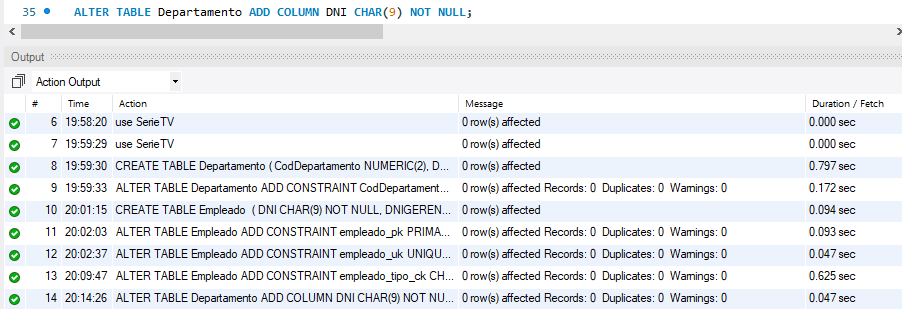 35 ALTER TABLE Departamento ADD COLUMN DNI CHAR(9) NOT NULL;
Output
Action Output
# Time Action Message Duration / Fetch
6 19:58:20 use SerieTV 0 row(s) affected 0.000 sec
7 19:59:29 use SerieTV 0 row(s) affected 0.000 sec
8 19:59:30 CREATE TABLE Departamento ( CodDepartamento NUMERIC(2), D... 0 row(s) affected 0.797 sec
9 19:59:33 ALTER TABLE Departamento ADD CONSTRAINT CodDepartament... 0 row(s) affected Records: 0 Duplicates: 0 Warnings: 0 0.172 sec
10 20:01:15 CREATE TABLE Empleado ( DNI CHAR(9) NOT NULL, DNIGEREN... 0 row(s) affected 0.094 sec
11 20:02:03 ALTER TABLE Empleado ADD CONSTRAINT empleado_pk PRIMA... 0 row(s) affected Records: 0 Duplicates: 0 Warnings: 0 0.093 sec
12 20:02:37 ALTER TABLE Empleado ADD CONSTRAINT empleado_uk UNIQU... 0 row(s) affected Records: 0 Duplicates: 0 Warnings: 0 0.047 sec
13 20:09:47 ALTER TABLE Empleado ADD CONSTRAINT empleado_tipo_ck CH... 0 row(s) affected Records: 0 Duplicates: 0 Warnings: 0 0.625 sec
14 20:14:26 ALTER TABLE Departamento ADD COLUMN DNI CHAR(9) NOT NU... 0 row(s) affected Records: 0 Duplicates: 0 Warnings: 0 0.047 sec